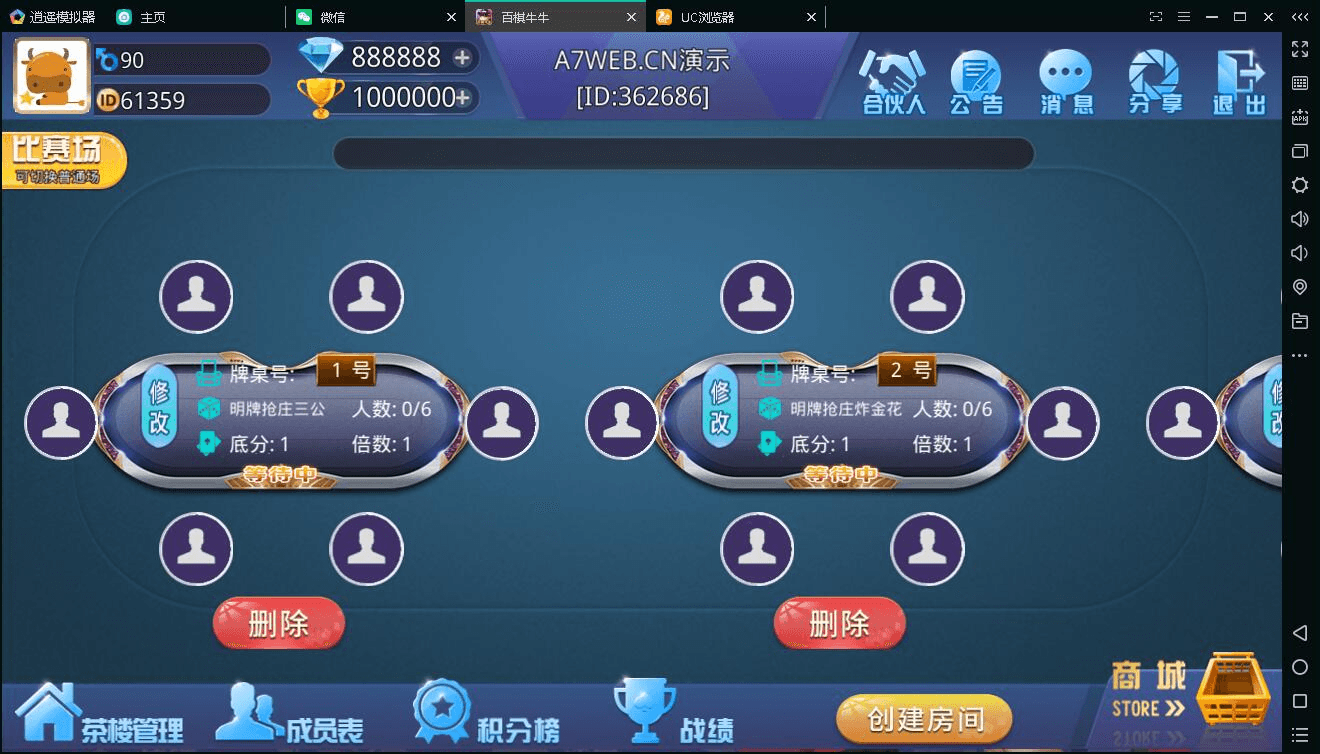 逍遥模拟器
主页
微信
百棋牛牛
UC浏览器
90
ID 61359
888888
1000000
A7WEB.CN演示
[ID:362686]
合伙人
公告
消息
分享
退出
比赛场
可切换普通场
修改
牌桌号:
1 号
明牌抢庄三公
人数: 0/6
底分: 1
倍数: 1
等待中
删除
修改
牌桌号:
2 号
明牌抢庄炸金花
人数: 0/6
底分: 1
倍数: 1
等待中
删除
修改
茶楼管理
成员表
积分榜
战绩
创建房间
商城
STORE
APK